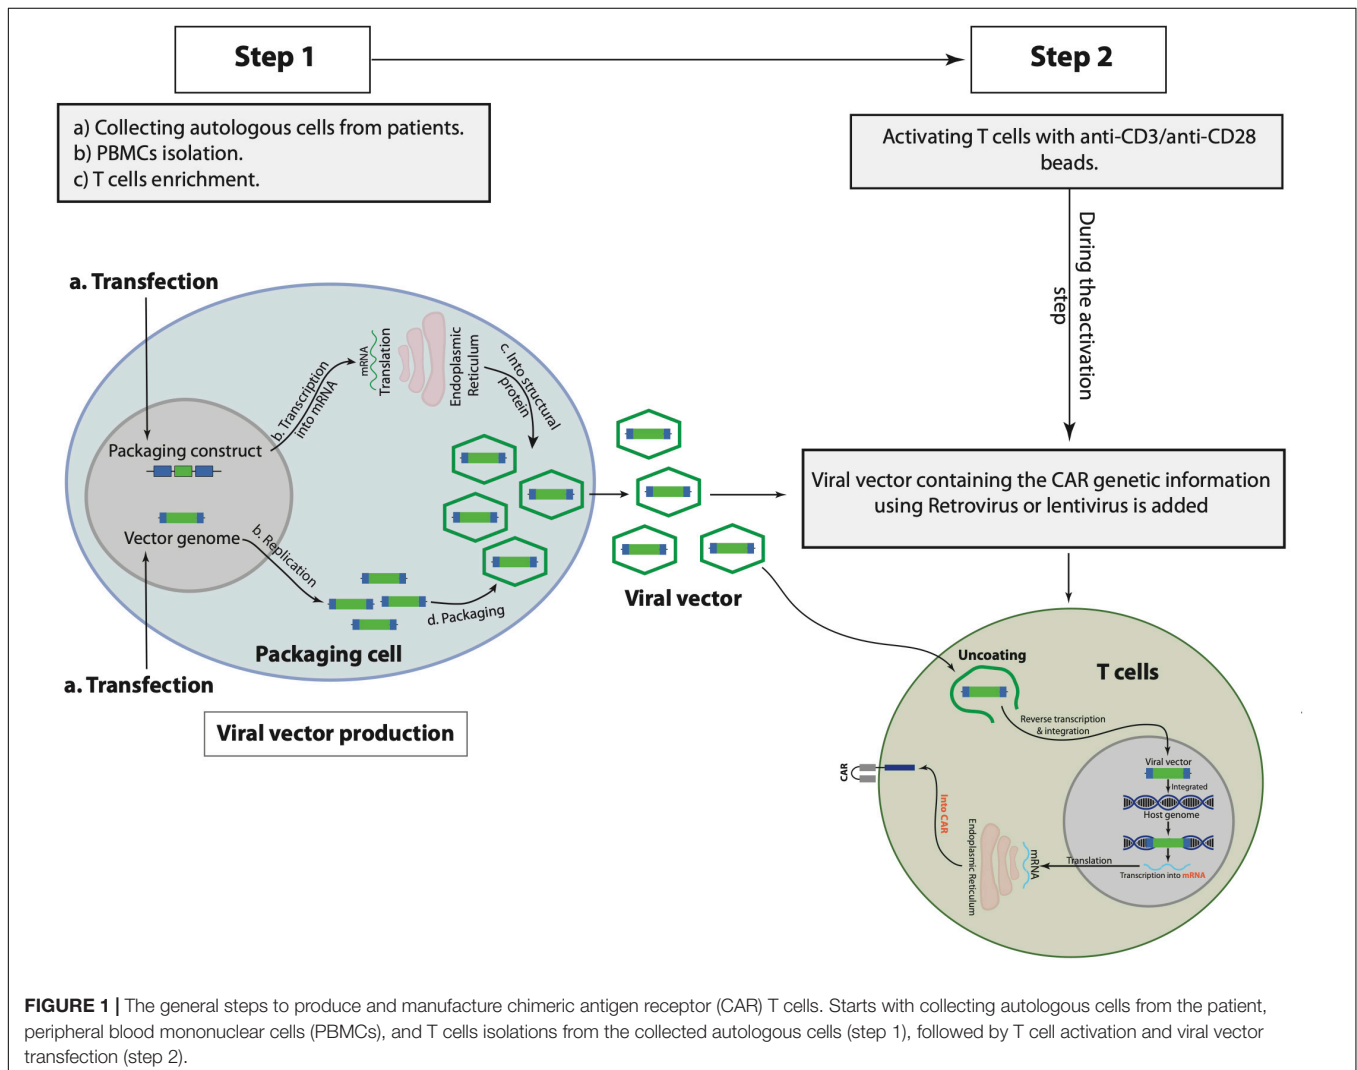 Step 1
Step 2
a) Collecting autologous cells from patients.
b) PBMCs isolation.
c) T cells enrichment.
Activating T cells with anti-CD3/anti-CD28
beads.
During the activation
step
a. Transfection
Packaging construct
Vector genome
b. Transcription
into mRNA
mRNA
Translation
Endoplasmic
Reticulum
c. Into structural
protein
b. Replication
d. Packaging
Packaging cell
a. Transfection
Viral vector production
Viral vector
Viral vector containing the CAR genetic information
using Retrovirus or lentivirus is added
Uncoating
T cells
Reverse transcription
& integration
Viral vector
Integrated
Host genome
Transcription into mRNA
Translation
mRNA
Endoplasmic Reticulum
Into CAR
CAR
FIGURE 1 | The general steps to produce and manufacture chimeric antigen receptor (CAR) T cells. Starts with collecting autologous cells from the patient,
peripheral blood mononuclear cells (PBMCs), and T cells isolations from the collected autologous cells (step 1), followed by T cell activation and viral vector
transfection (step 2).